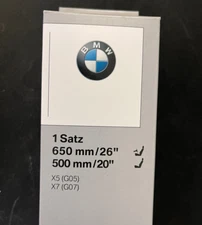 BMW
1 Satz
650 mm/26"
500 mm/20"
X5 (G05)
X7 (G07)